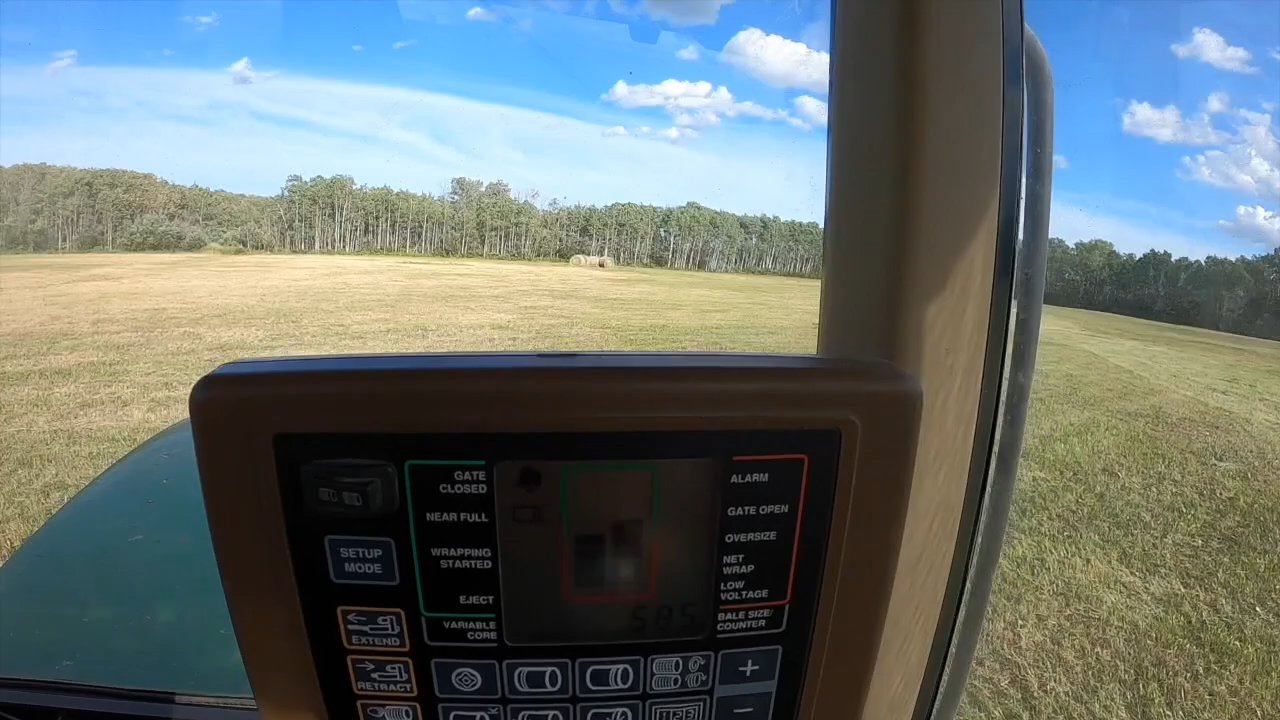 GATE
CLOSED
NEAR FULL
WRAPPING
STARTED
EJECT
VARIABLE
CORE
SETUP
MODE
EXTEND
RETRACT
585
ALARM
GATE OPEN
OVERSIZE
NET
WRAP
LOW
VOLTAGE
BALE SIZE/
COUNTER
+
−
123